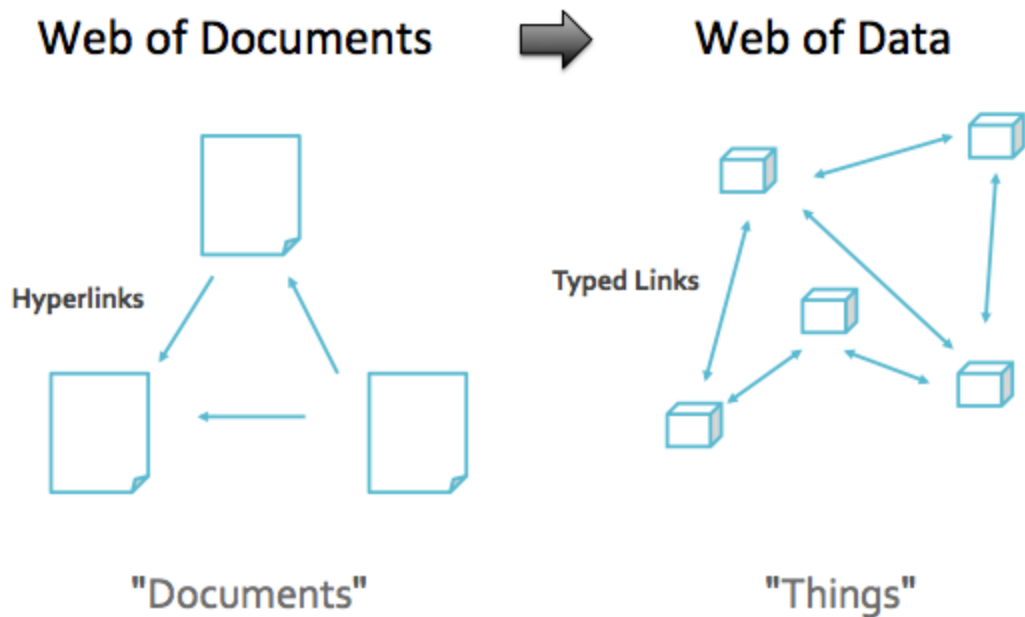 Web of Documents
Web of Data
Hyperlinks
Typed Links
"Documents"
"Things"